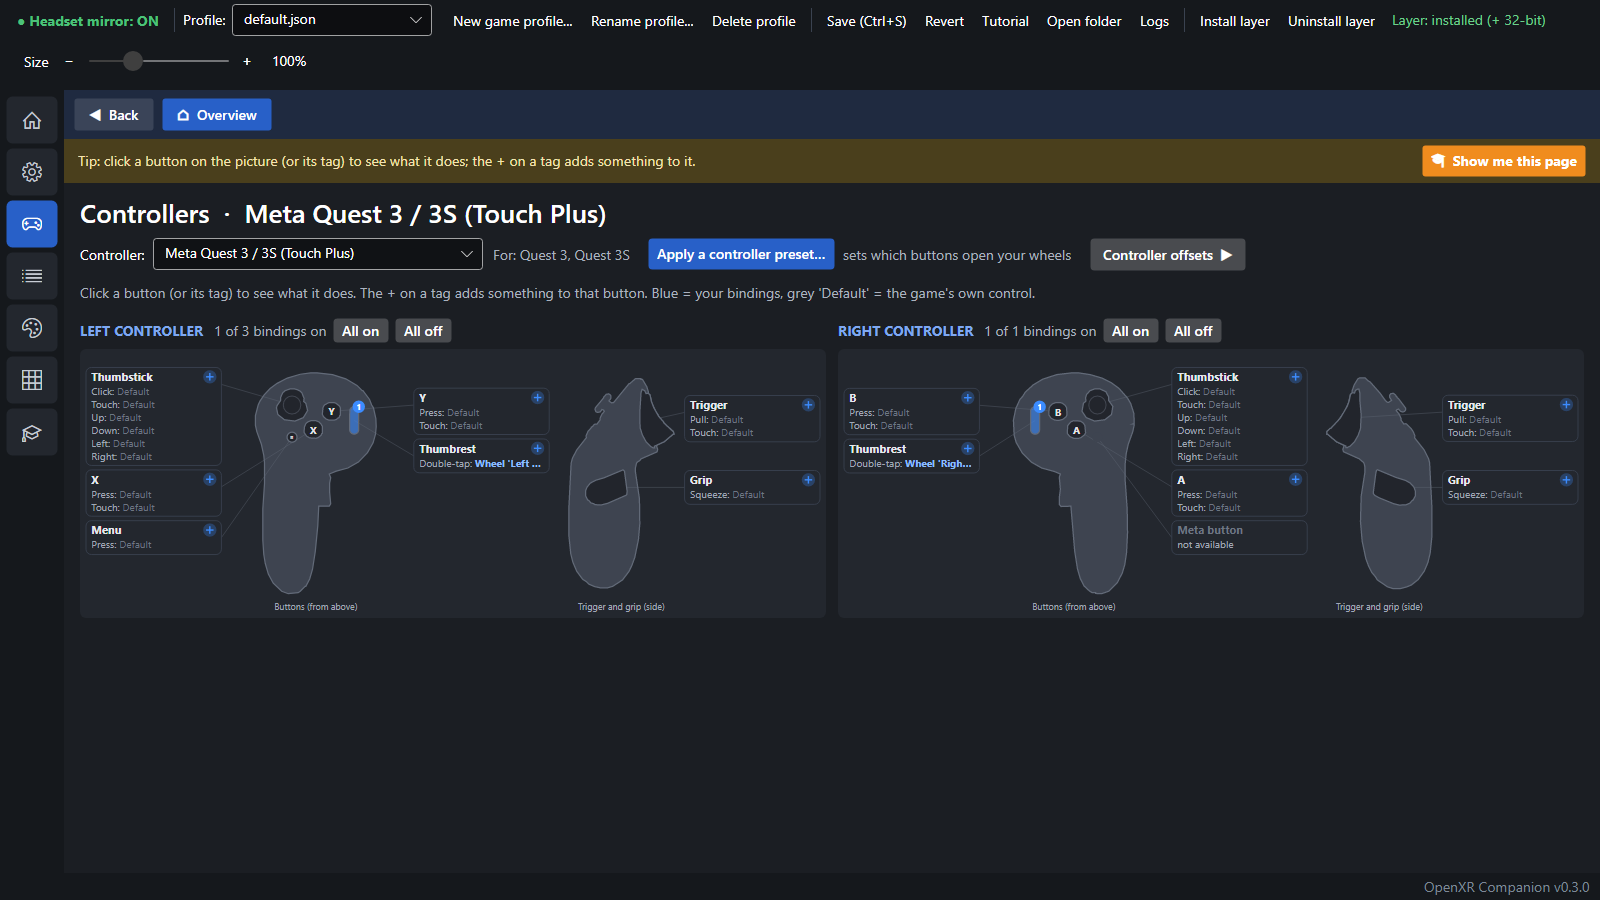 ● Headset mirror: ON
Profile:
default.json
New game profile...
Rename profile...
Delete profile
Save (Ctrl+S)
Revert
Tutorial
Open folder
Logs
Install layer
Uninstall layer
Layer: installed (+ 32-bit)
Size
−
+
100%
Back
Overview
Tip: click a button on the picture (or its tag) to see what it does; the + on a tag adds something to it.
Show me this page
Controllers · Meta Quest 3 / 3S (Touch Plus)
Controller:
Meta Quest 3 / 3S (Touch Plus)
For: Quest 3, Quest 3S
Apply a controller preset...
sets which buttons open your wheels
Controller offsets
Click a button (or its tag) to see what it does. The + on a tag adds something to that button. Blue = your bindings, grey 'Default' = the game's own control.
LEFT CONTROLLER
1 of 3 bindings on
All on
All off
Thumbstick
Click: Default
Touch: Default
Up: Default
Down: Default
Left: Default
Right: Default
X
Press: Default
Touch: Default
Menu
Press: Default
Y
1
X
Y
Press: Default
Touch: Default
Thumbrest
Double-tap: Wheel 'Left ...
Trigger
Pull: Default
Touch: Default
Grip
Squeeze: Default
Buttons (from above)
Trigger and grip (side)
RIGHT CONTROLLER
1 of 1 bindings on
All on
All off
B
Press: Default
Touch: Default
Thumbrest
Double-tap: Wheel 'Righ...
1
B
A
Thumbstick
Click: Default
Touch: Default
Up: Default
Down: Default
Left: Default
Right: Default
A
Press: Default
Touch: Default
Meta button
not available
Trigger
Pull: Default
Touch: Default
Grip
Squeeze: Default
Buttons (from above)
Trigger and grip (side)
OpenXR Companion v0.3.0